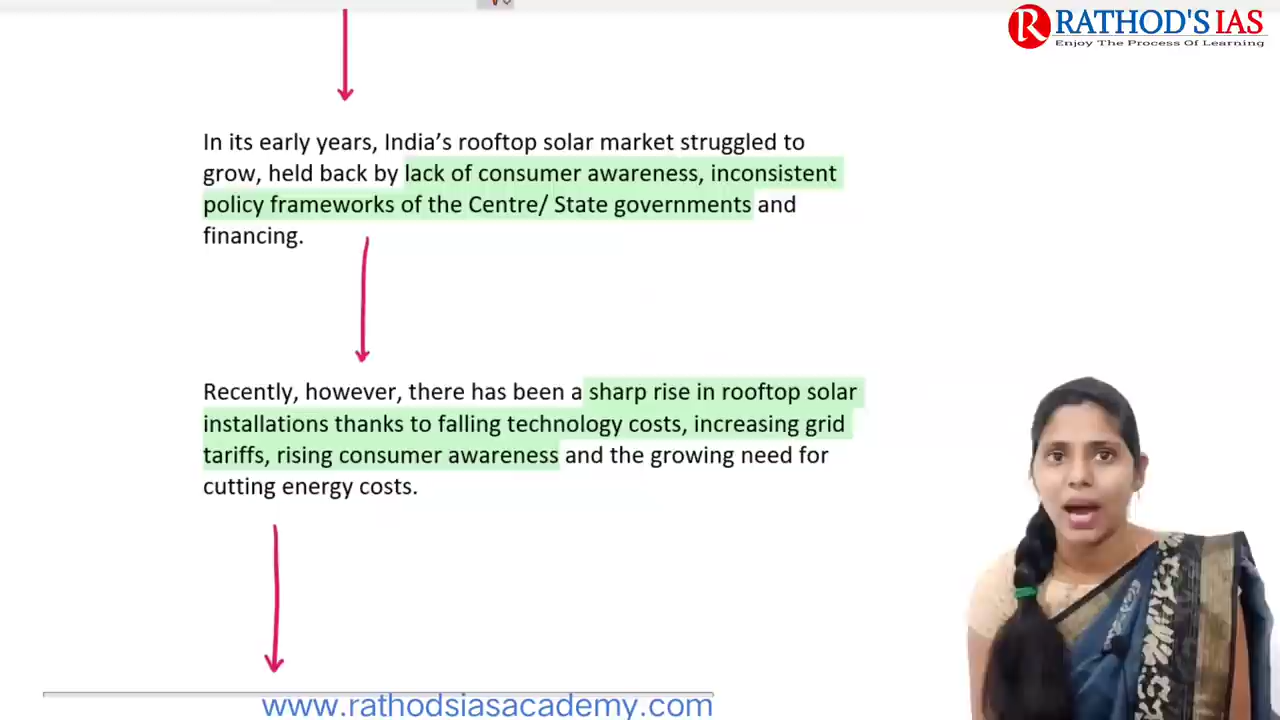 R RATHOD'S IAS
Enjoy The Process Of Learning
In its early years, India’s rooftop solar market struggled to
grow, held back by lack of consumer awareness, inconsistent
policy frameworks of the Centre/ State governments and
financing.
Recently, however, there has been a sharp rise in rooftop solar
installations thanks to falling technology costs, increasing grid
tariffs, rising consumer awareness and the growing need for
cutting energy costs.
www.rathodsiasacademy.com